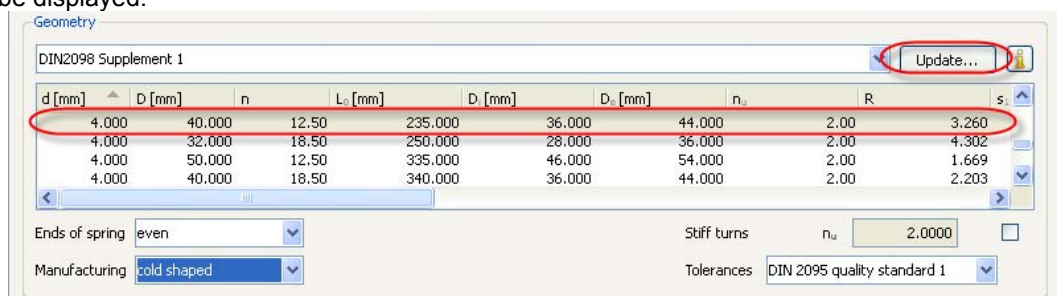 be displayed.
Geometry
DIN2098 Supplement 1 Update...
d [mm] D [mm] n L₀ [mm] Dᵢ [mm] Dₑ [mm] nᵤ R s₁
4.000 40.000 12.50 235.000 36.000 44.000 2.00 3.260
4.000 32.000 18.50 250.000 28.000 36.000 2.00 4.302
4.000 50.000 12.50 335.000 46.000 54.000 2.00 1.669
4.000 40.000 18.50 340.000 36.000 44.000 2.00 2.203
Ends of spring even Stiff turns nᵤ 2.0000
Manufacturing cold shaped Tolerances DIN 2095 quality standard 1